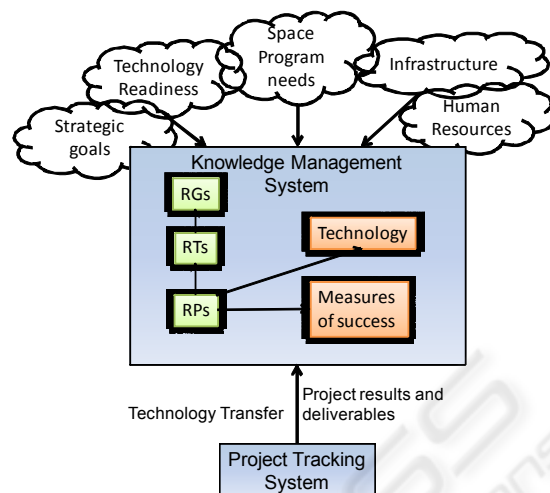 Space
Program
needs
Technology
Readiness
Infrastructure
Strategic
goals
Human
Resources
Knowledge Management
System
RGs
RTs
Technology
RPs
Measures
of success
Technology Transfer
Project results and
deliverables
Project Tracking
System